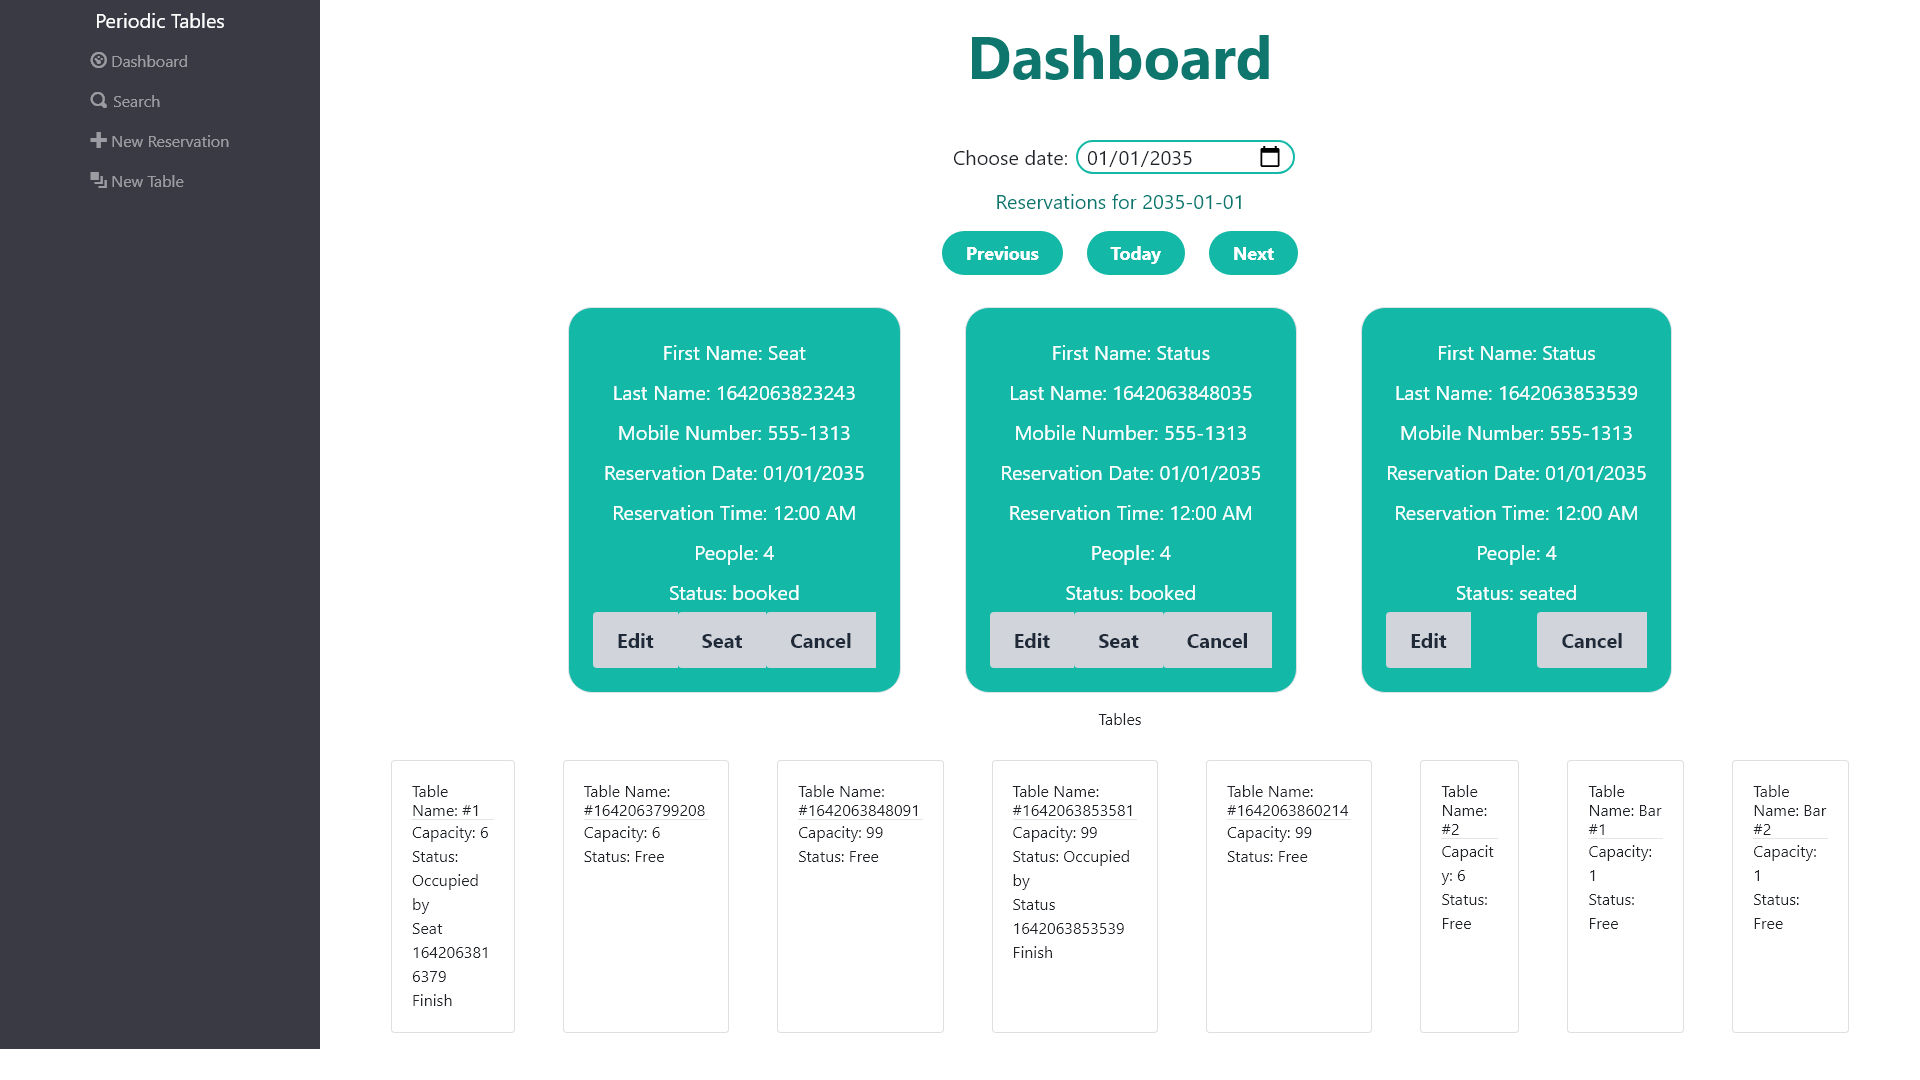 Periodic Tables
Dashboard
Search
New Reservation
New Table
Dashboard
Choose date: 01/01/2035
Reservations for 2035-01-01
Previous
Today
Next
First Name: Seat
Last Name: 1642063823243
Mobile Number: 555-1313
Reservation Date: 01/01/2035
Reservation Time: 12:00 AM
People: 4
Status: booked
Edit
Seat
Cancel
First Name: Status
Last Name: 1642063848035
Mobile Number: 555-1313
Reservation Date: 01/01/2035
Reservation Time: 12:00 AM
People: 4
Status: booked
Edit
Seat
Cancel
First Name: Status
Last Name: 1642063853539
Mobile Number: 555-1313
Reservation Date: 01/01/2035
Reservation Time: 12:00 AM
People: 4
Status: seated
Edit
Cancel
Tables
Table
Name: #1
Capacity: 6
Status:
Occupied
by
Seat
164206381
6379
Finish
Table Name:
#1642063799208
Capacity: 6
Status: Free
Table Name:
#1642063848091
Capacity: 99
Status: Free
Table Name:
#1642063853581
Capacity: 99
Status: Occupied
by
Status
1642063853539
Finish
Table Name:
#1642063860214
Capacity: 99
Status: Free
Table
Name:
#2
Capacit
y: 6
Status:
Free
Table
Name: Bar
#1
Capacity:
1
Status:
Free
Table
Name: Bar
#2
Capacity:
1
Status:
Free